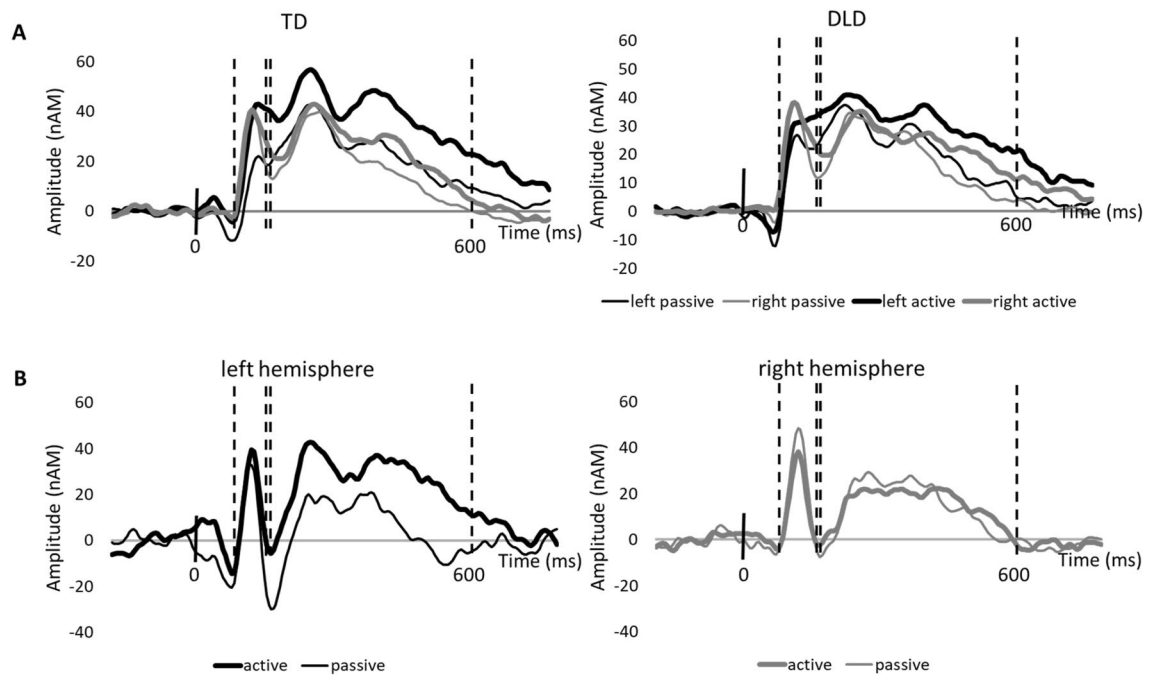 A
TD
60
40
20
0
-20
Amplitude (nAM)
0
600
Time (ms)
DLD
60
50
40
30
20
10
0
-10
-20
Amplitude (nAM)
0
600
Time (ms)
left passive right passive left active right active
B
left hemisphere
60
40
20
0
-20
-40
Amplitude (nAM)
0
600
Time (ms)
active passive
right hemisphere
60
40
20
0
-20
-40
Amplitude (nAM)
0
600
Time (ms)
active passive